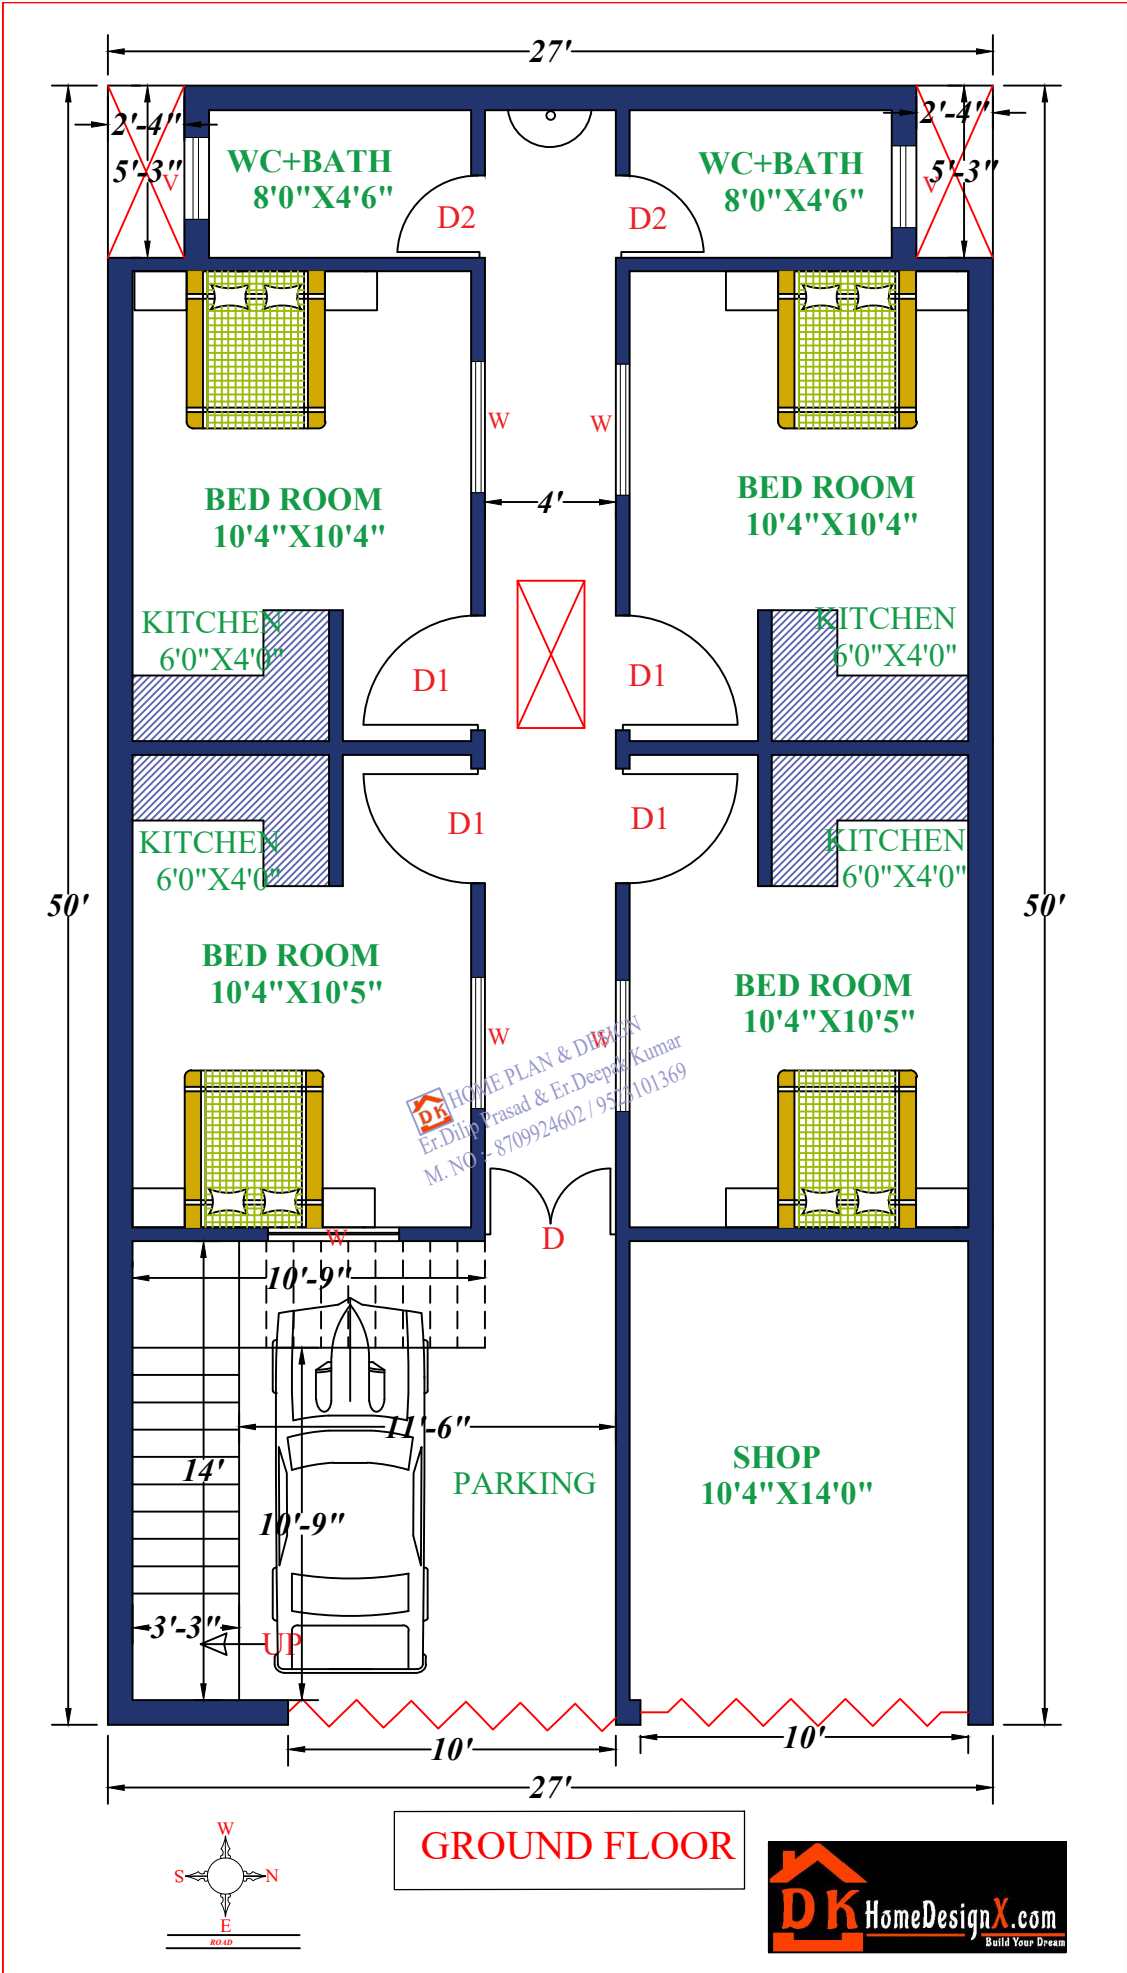 27'
2'-4"
2'-4"
5'-3"
V
5'-3"
V
WC+BATH
8'0"X4'6"
WC+BATH
8'0"X4'6"
D2
D2
W
W
4'
BED ROOM
10'4"X10'4"
BED ROOM
10'4"X10'4"
KITCHEN
6'0"X4'0"
KITCHEN
6'0"X4'0"
D1
D1
D1
D1
KITCHEN
6'0"X4'0"
KITCHEN
6'0"X4'0"
50'
50'
BED ROOM
10'4"X10'5"
BED ROOM
10'4"X10'5"
W
W
DK
HOME PLAN & DESIGN
Er.Dilip Prasad & Er.Deepak Kumar
M. NO :- 8709924602 / 9523101369
W
D
10'-9"
11'-6"
14'
PARKING
10'-9"
SHOP
10'4"X14'0"
3'-3"
UP
10'
10'
27'
GROUND FLOOR
W
S
N
E
ROAD
DK HomeDesignX.com
Build Your Dream